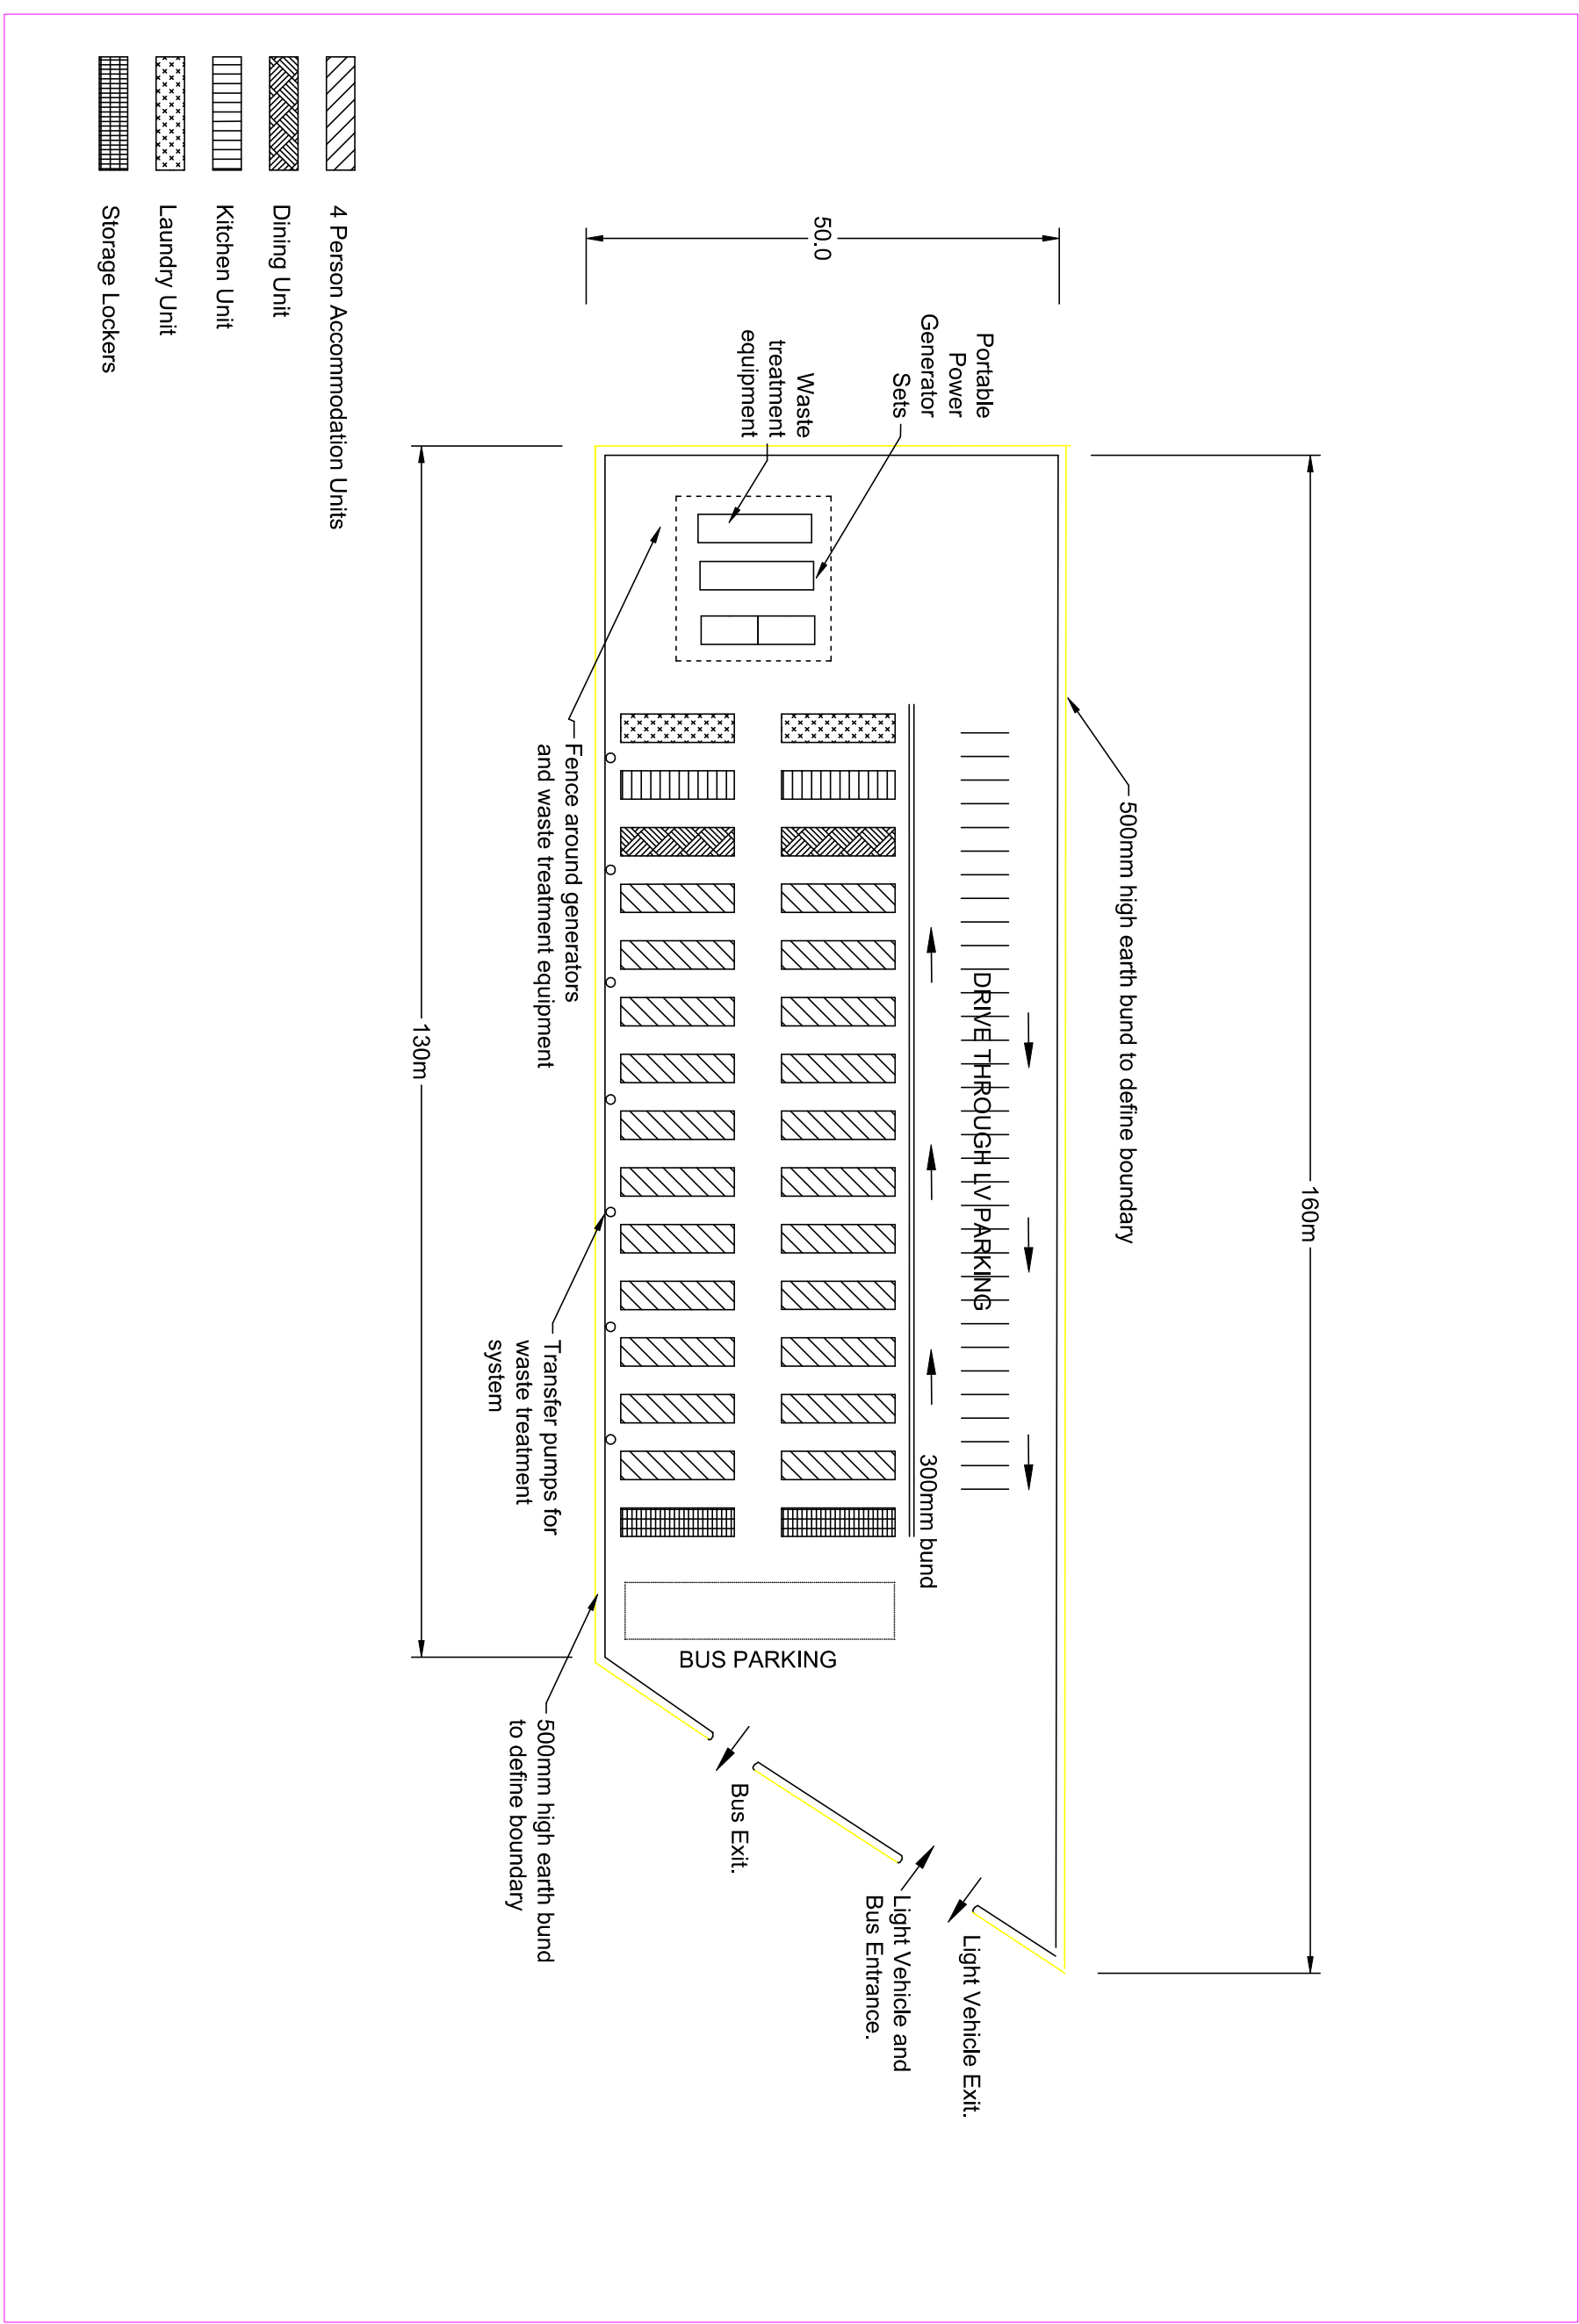 160m
500mm high earth bund to define boundary
DRIVE THROUGH LV PARKING
Light Vehicle Exit.
Portable
Power
Generator
Sets
300mm bund
Light Vehicle and
Bus Entrance.
50.0
Waste
treatment
equipment
BUS PARKING
Bus Exit.
Fence around generators
and waste treatment equipment
Transfer pumps for
waste treatment
system
500mm high earth bund
to define boundary
130m
4 Person Accommodation Units
Dining Unit
Kitchen Unit
Laundry Unit
Storage Lockers